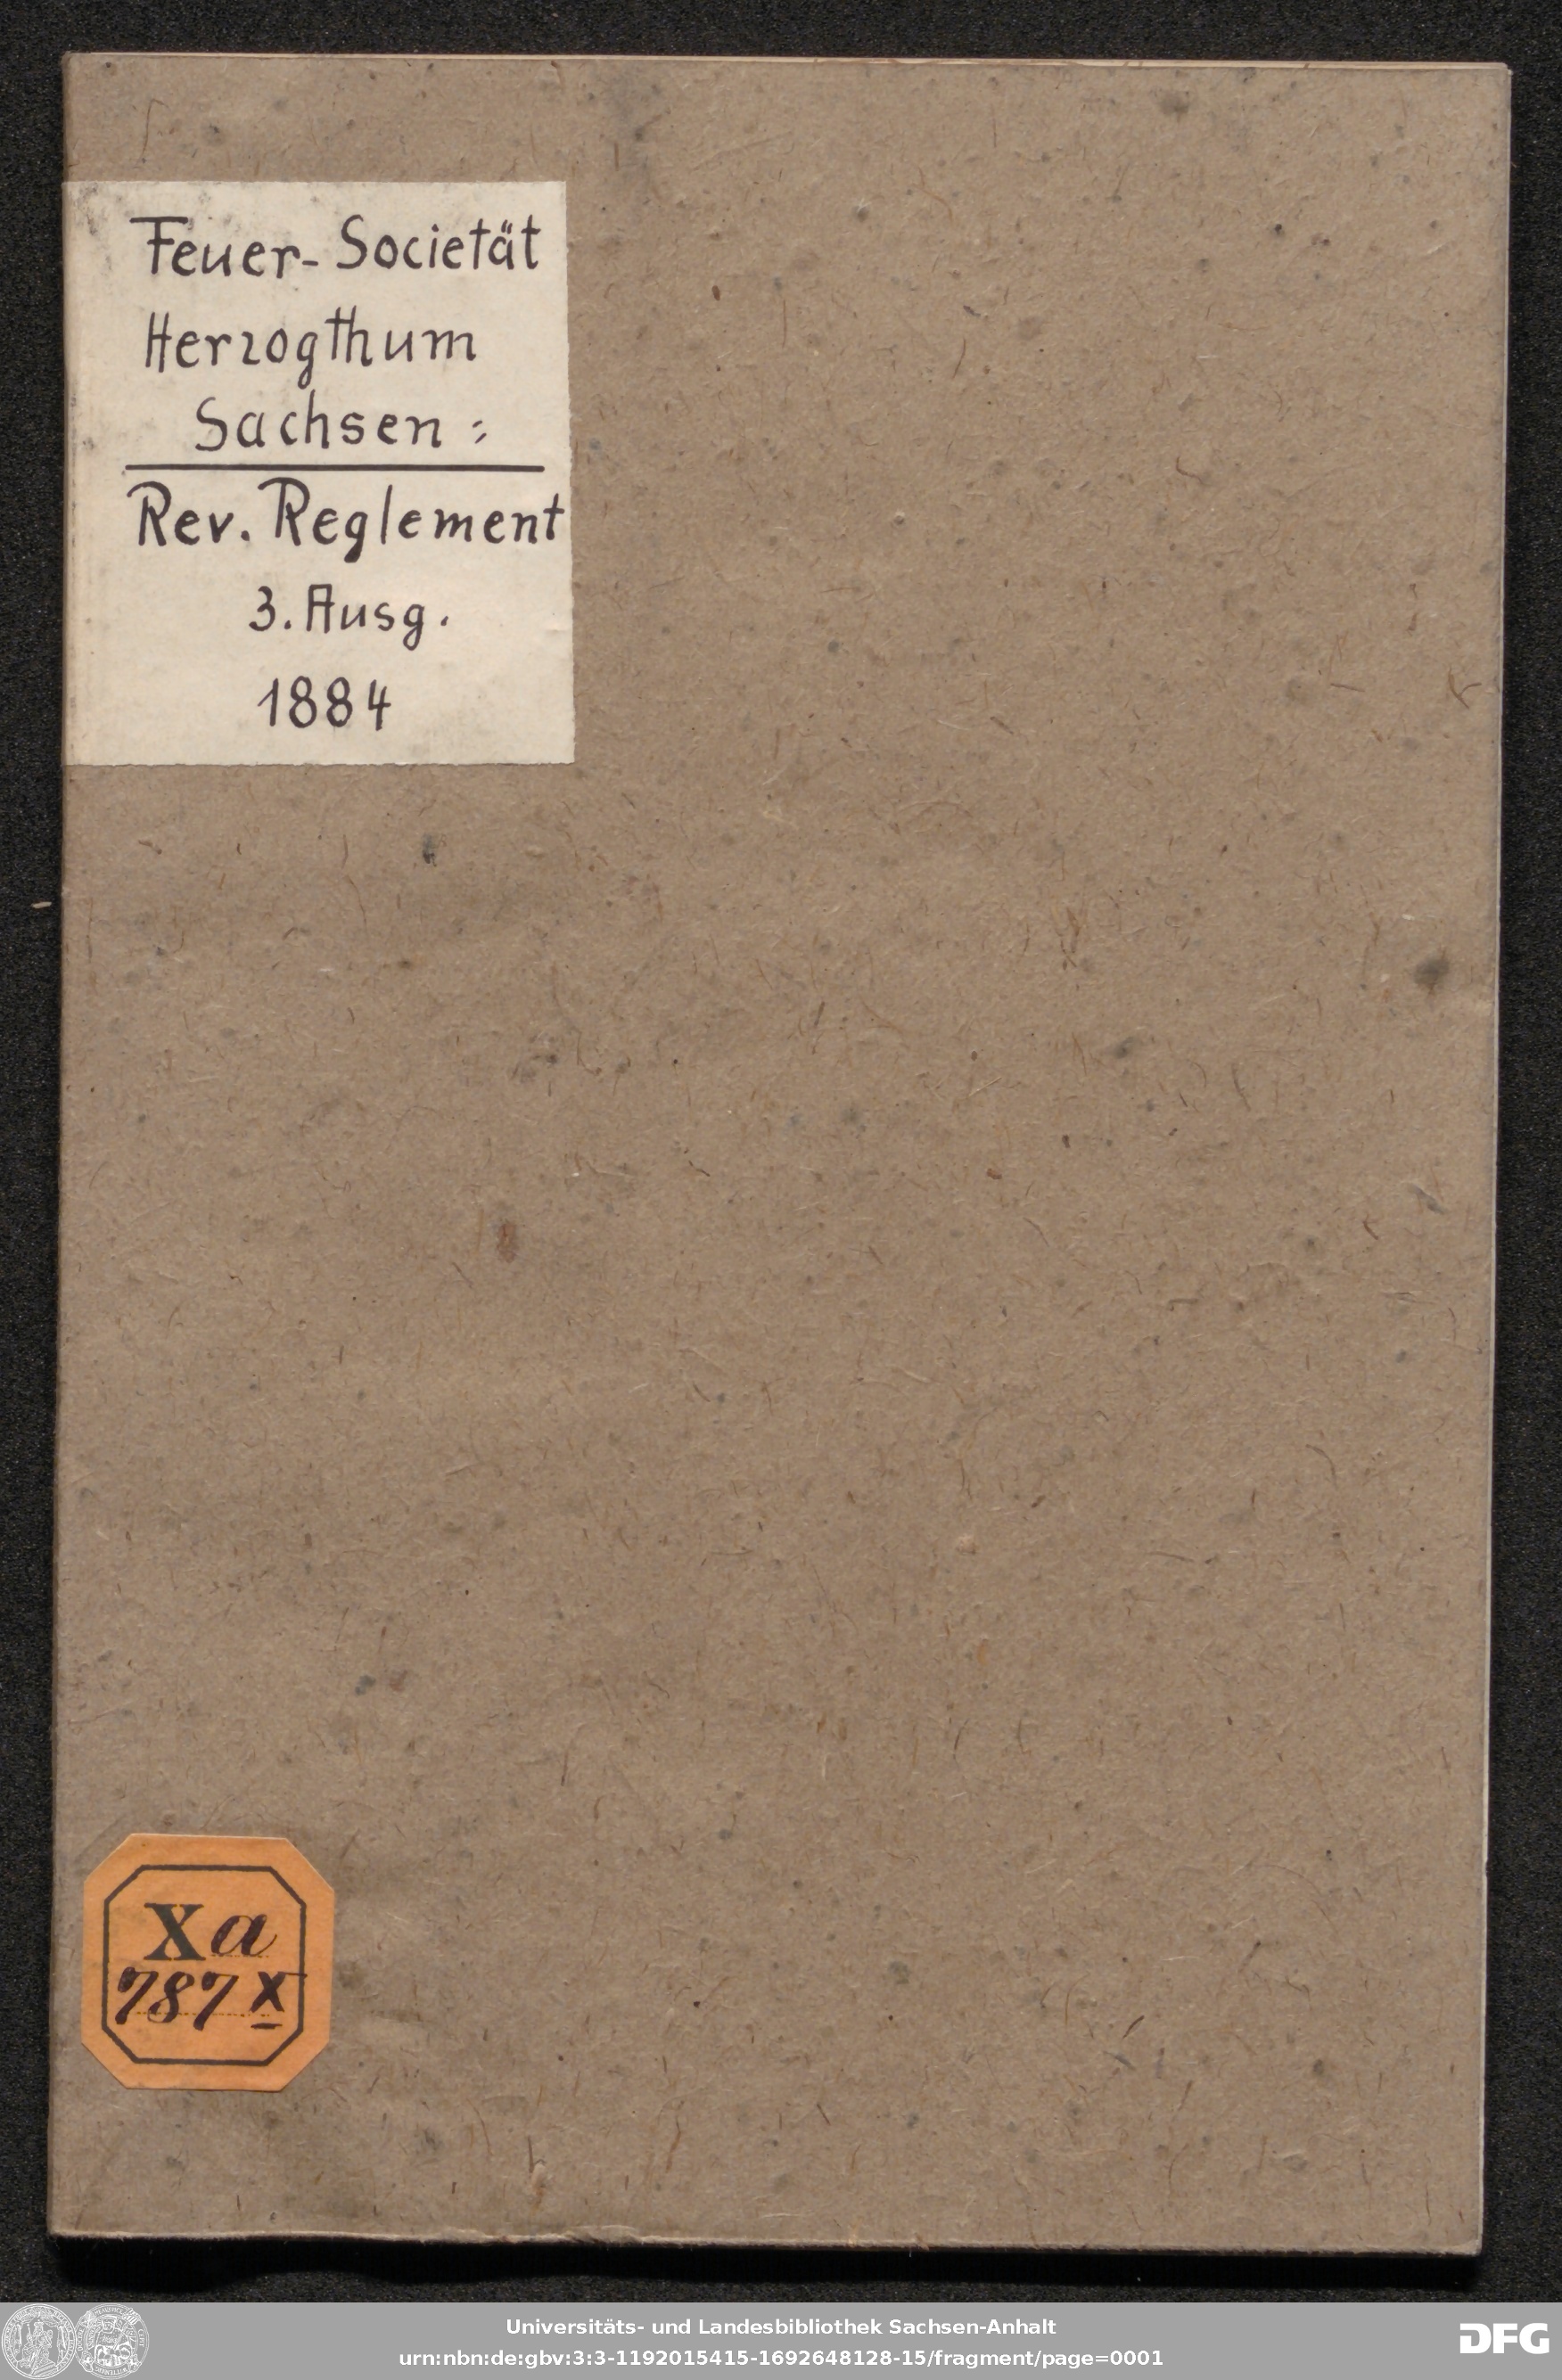 Feuer-Societät
Herzogthum
Sachsen :
Rev. Reglement
3. Ausg.
1884
Xa
787 x
Universitäts- und Landesbibliothek Sachsen-Anhalt
urn:nbn:de:gbv:3:3-1192015415-1692648128-15/fragment/page=0001
DFG